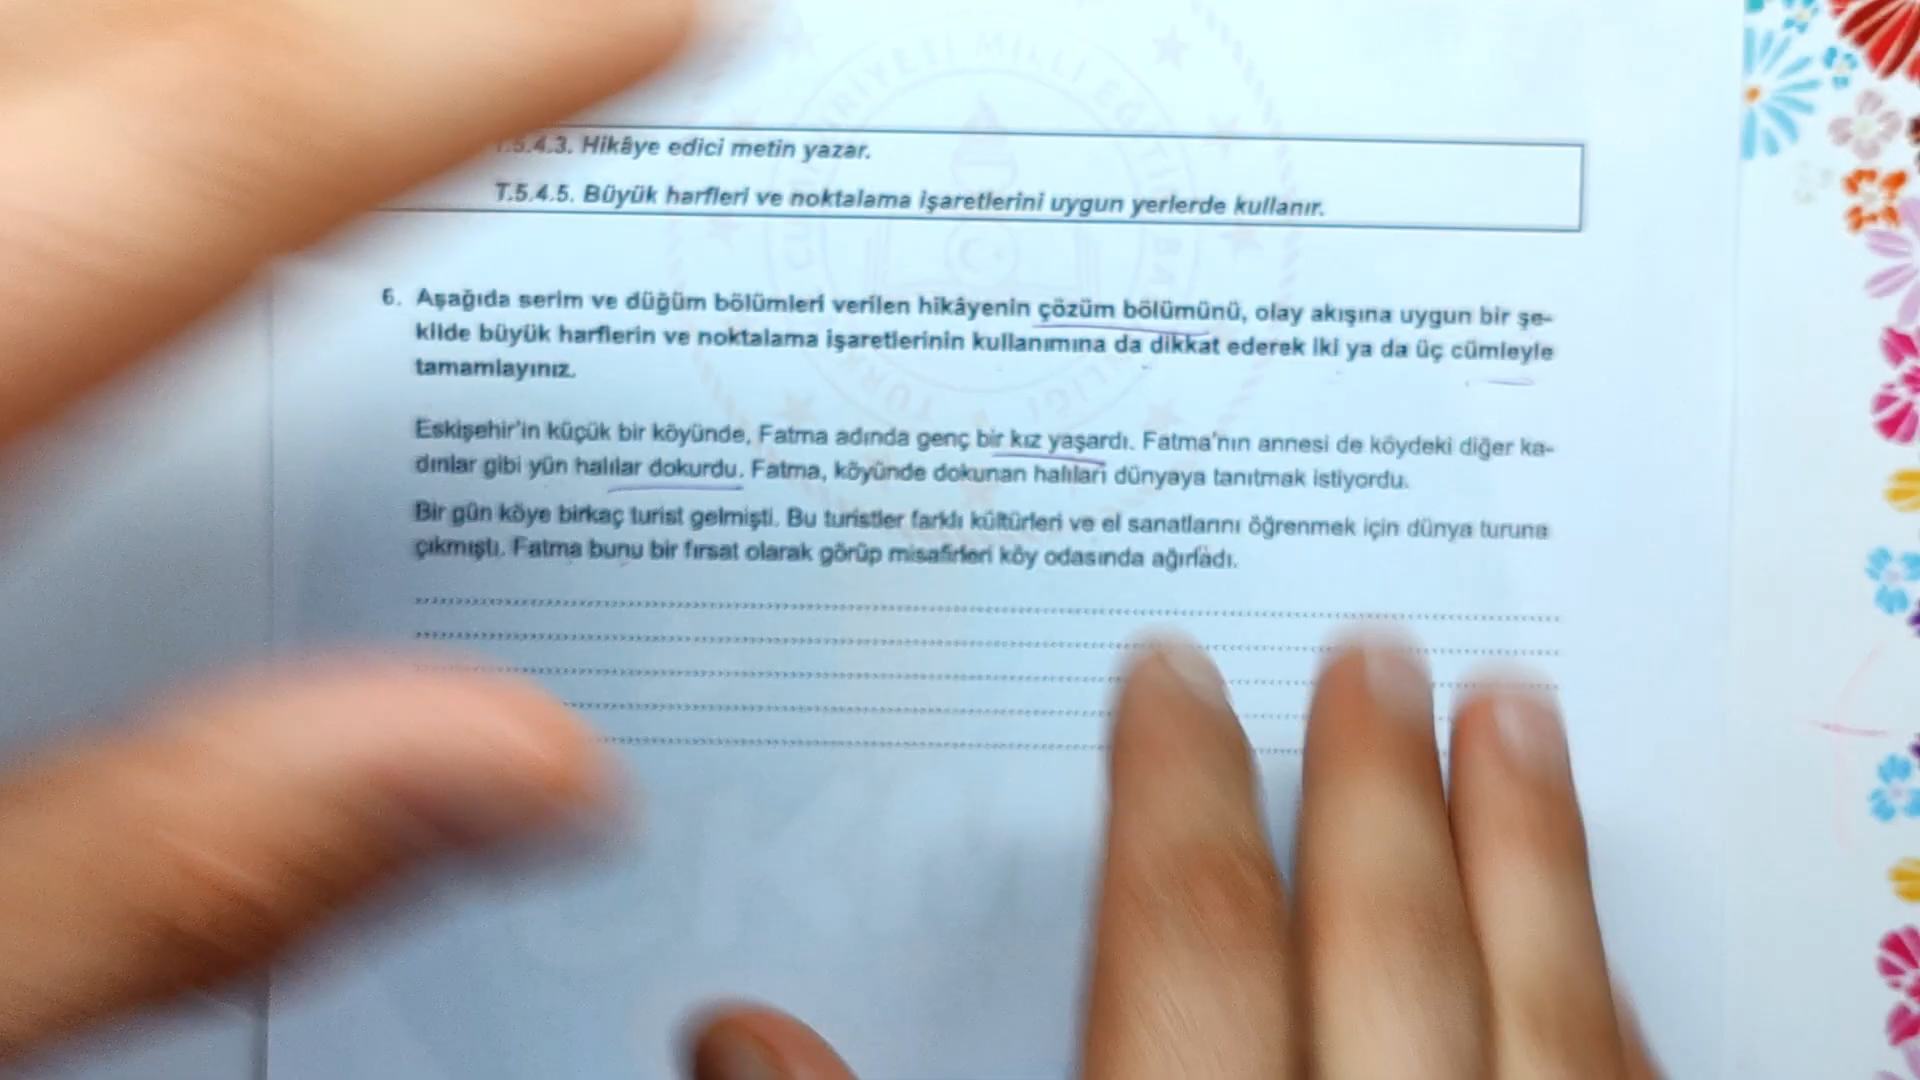 T.5.4.3. Hikâye edici metin yazar.
T.5.4.5. Büyük harfleri ve noktalama işaretlerini uygun yerlerde kullanır.
6. Aşağıda serim ve düğüm bölümleri verilen hikâyenin çözüm bölümünü, olay akışına uygun bir şe-
kilde büyük harflerin ve noktalama işaretlerinin kullanımına da dikkat ederek iki ya da üç cümleyle
tamamlayınız.
Eskişehir'in küçük bir köyünde, Fatma adında genç bir kız yaşardı. Fatma'nın annesi de köydeki diğer ka-
dınlar gibi yün halılar dokurdu. Fatma, köyünde dokunan halıları dünyaya tanıtmak istiyordu.
Bir gün köye birkaç turist gelmişti. Bu turistler farklı kültürleri ve el sanatlarını öğrenmek için dünya turuna
çıkmıştı. Fatma bunu bir fırsat olarak görüp misafirleri köy odasında ağırladı.